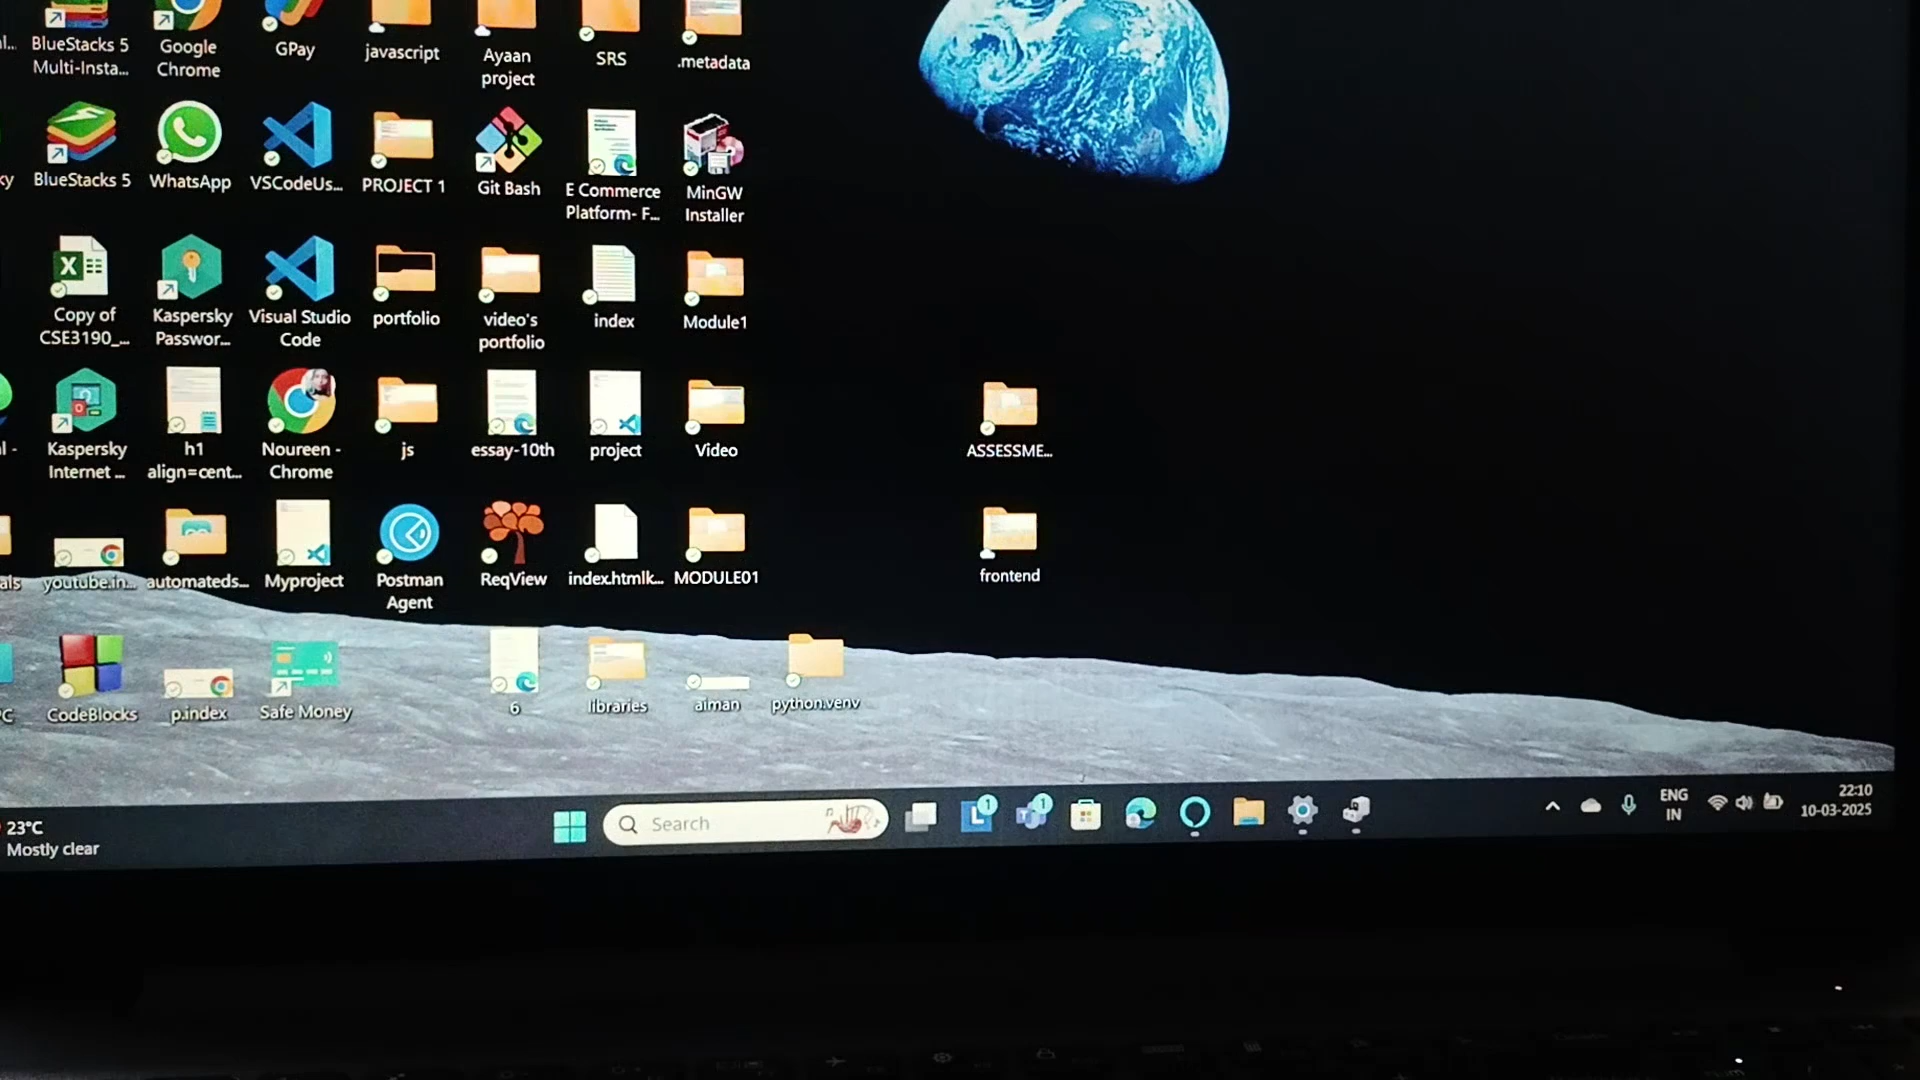 BlueStacks 5
Multi-Insta...
Google
Chrome
GPay
javascript
Ayaan
project
SRS
.metadata
ky
BlueStacks 5
WhatsApp
VSCodeUs...
PROJECT 1
Git Bash
E Commerce
Platform- F...
MinGW
Installer
Copy of
CSE3190_...
Kaspersky
Passwor...
Visual Studio
Code
portfolio
video's
portfolio
index
Module1
Kaspersky
Internet ...
h1
align=cent...
Noureen -
Chrome
js
essay-10th
project
Video
ASSESSME...
als
youtube.in...
automateds...
Myproject
Postman
Agent
ReqView
index.htmlk...
MODULE01
frontend
CodeBlocks
p.index
Safe Money
6
libraries
aiman
python.venv
23°C
Mostly clear
Search
1
1
ENG
IN
22:10
10-03-2025